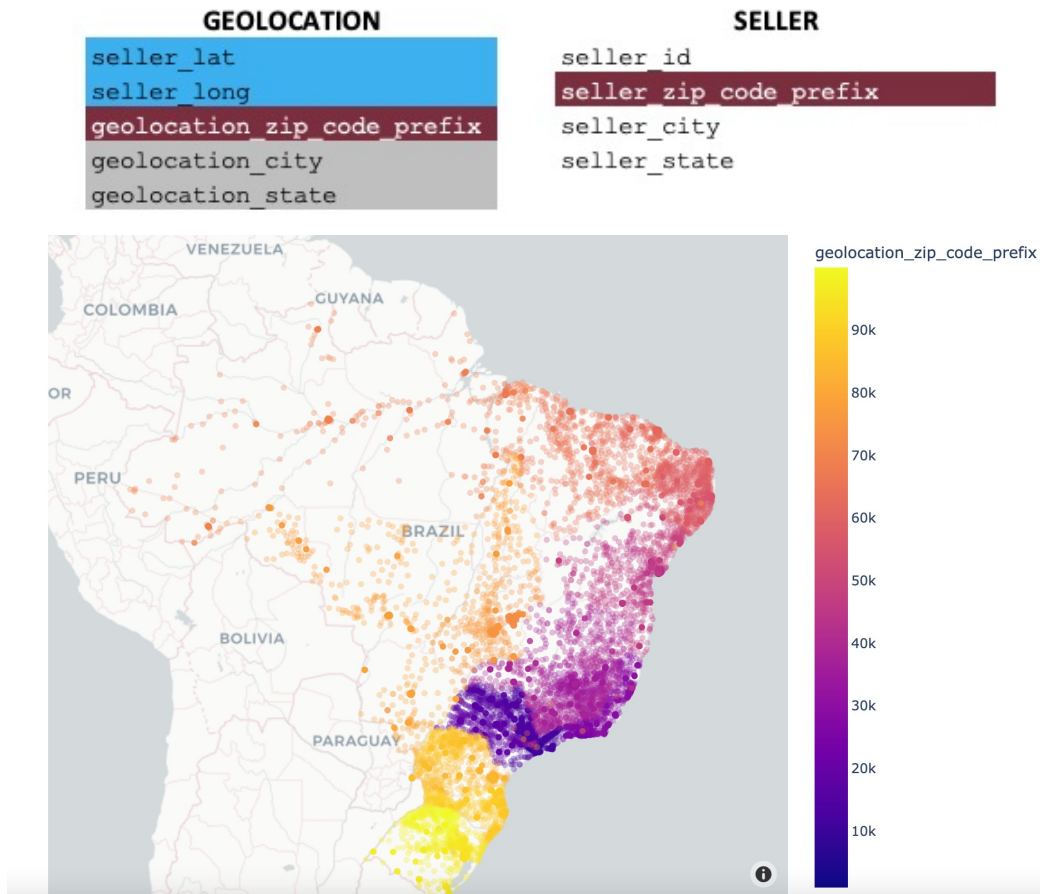 GEOLOCATION
seller_lat
seller_long
geolocation_zip_code_prefix
geolocation_city
geolocation_state
SELLER
seller_id
seller_zip_code_prefix
seller_city
seller_state
VENEZUELA
GUYANA
COLOMBIA
OR
PERU
BRAZIL
BOLIVIA
PARAGUAY
geolocation_zip_code_prefix
90k
80k
70k
60k
50k
40k
30k
20k
10k